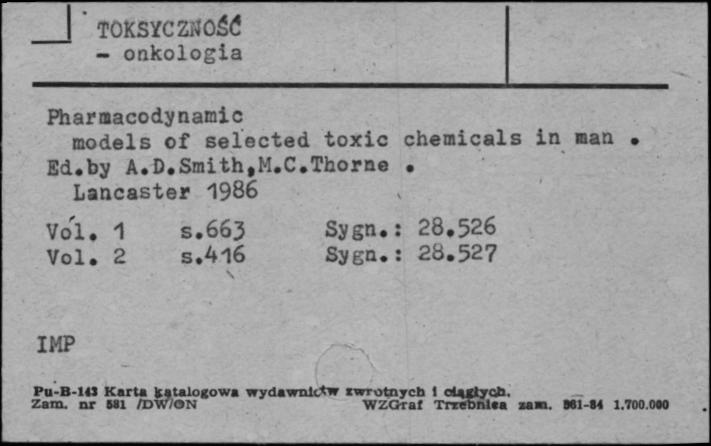 TOKSYCZNOŚĆ
- onkologia
Pharmacodynamic
models of selected toxic chemicals in man .
Ed.by A.D.Smith,M.C.Thorne .
Lancaster 1986
Vol. 1 s.663 Sygn.: 28.526
Vol. 2 s.416 Sygn.: 28.527
IMP
Pu-B-143 Karta katalogowa wydawnictw zwrotnych i ciągłych.
Zam. nr 581 /DW/ON WZGraf Trzebnica zam. 961-84 1.700.000